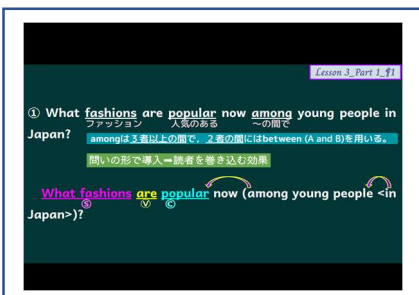 Lesson 3_Part 1_¶1
① What fashions are popular now among young people in
ファッション 人気のある ～の間で
Japan? amongは3者以上の間で，2者の間にはbetween (A and B)を用いる。
問いの形で導入➡読者を巻き込む効果
What fashions are popular now (among young people <in
Ⓢ Ⓥ Ⓒ
Japan>)?